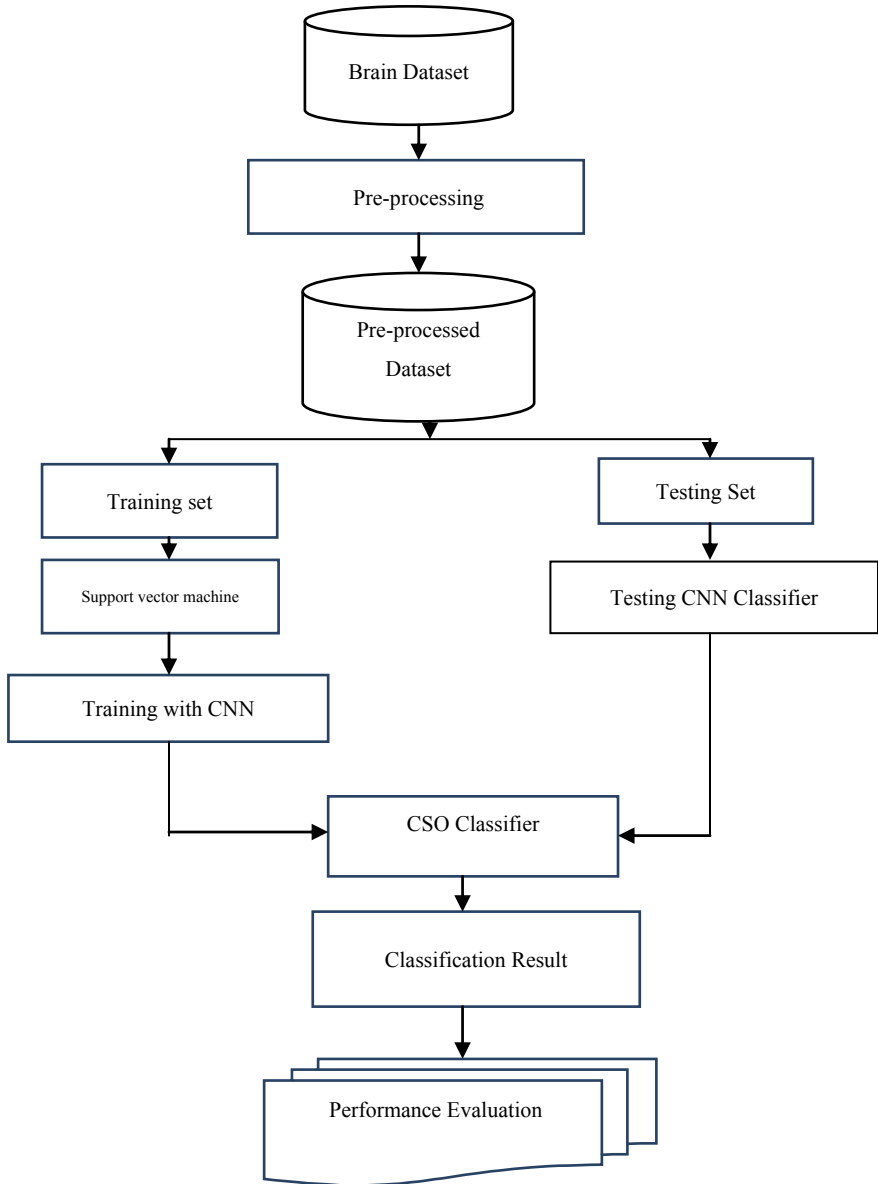 Brain Dataset
Pre-processing
Pre-processed
Dataset
Training set
Testing Set
Support vector machine
Testing CNN Classifier
Training with CNN
CSO Classifier
Classification Result
Performance Evaluation